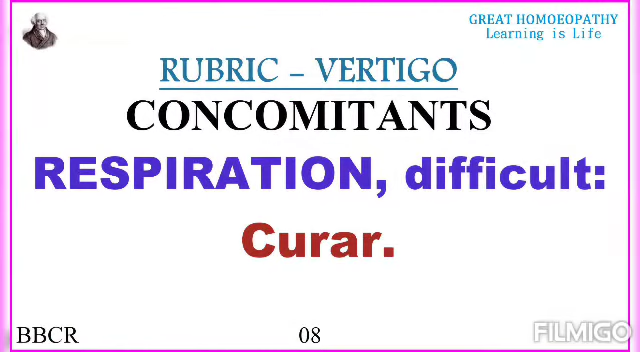 GREAT HOMOEOPATHY
Learning is Life
RUBRIC – VERTIGO
CONCOMITANTS
RESPIRATION, difficult:
Curar.
BBCR
08
FILMIGO